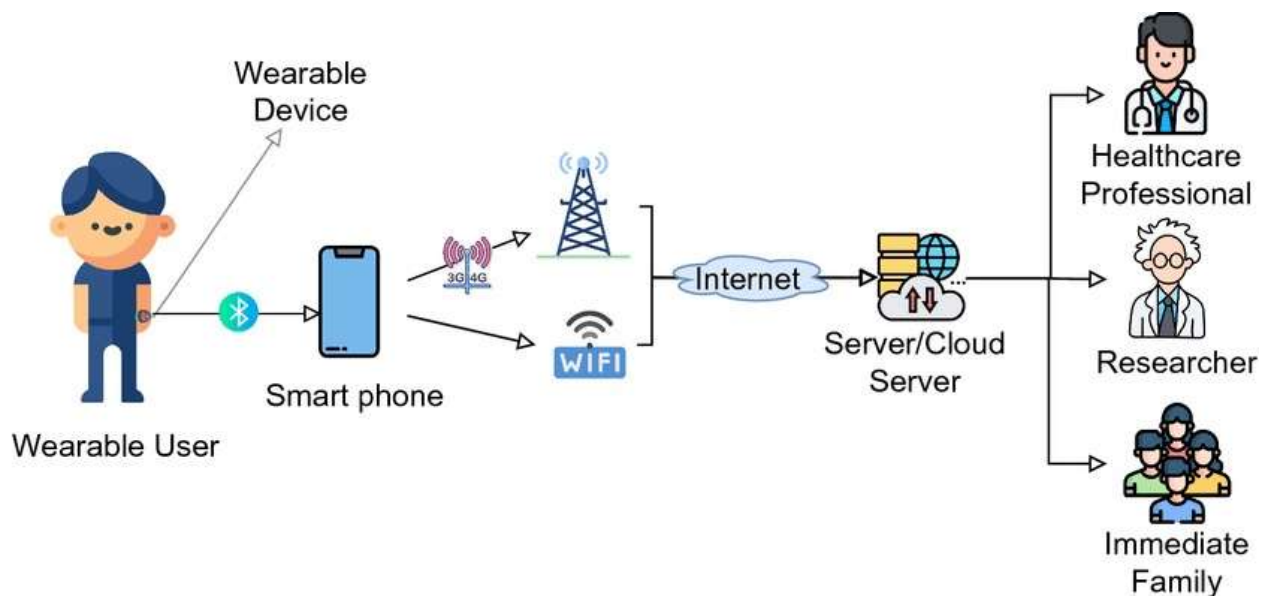 Wearable
Device
Wearable User
Smart phone
3G 4G
WiFi
Internet
...
Server/Cloud
Server
Healthcare
Professional
Researcher
Immediate
Family